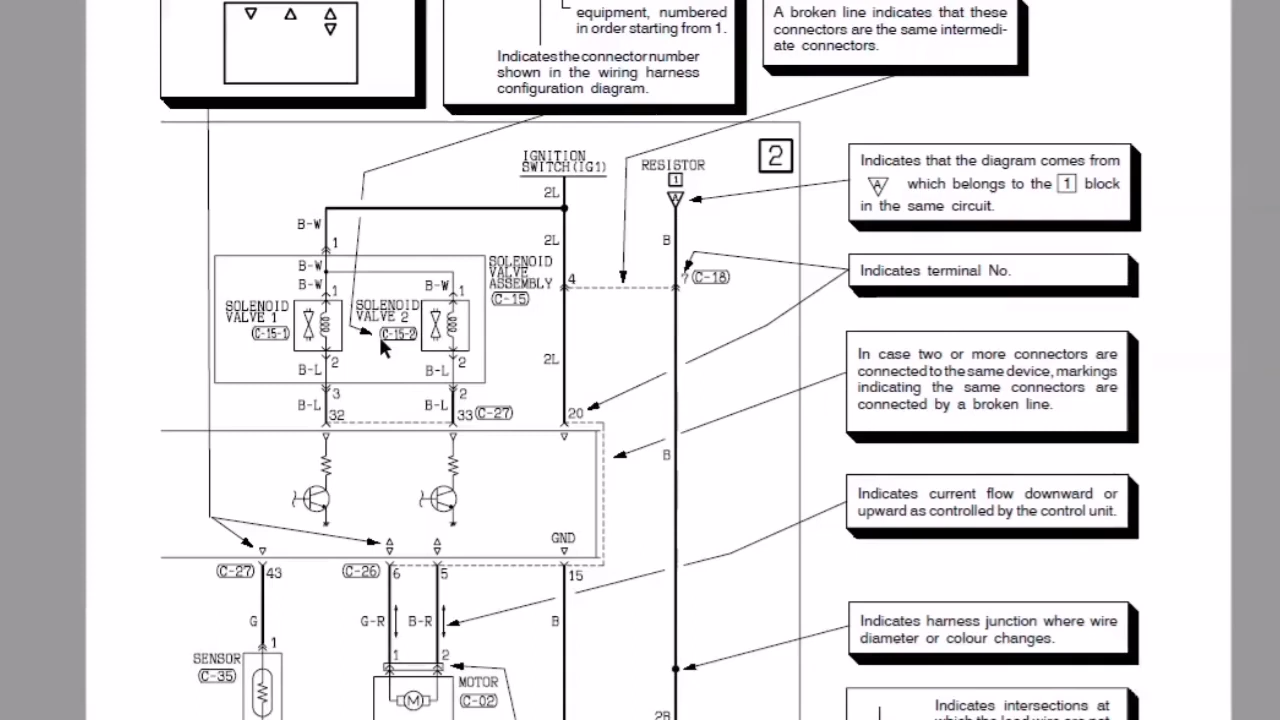 equipment, numbered
in order starting from 1.
Indicates the connector number
shown in the wiring harness
configuration diagram.
A broken line indicates that these
connectors are the same intermedi-
ate connectors.
2
IGNITION
SWITCH(IG1)
RESISTOR
1
A
2L
B-W
1
2L
B
B-W
B-W
1
B-W
1
SOLENOID
VALVE
ASSEMBLY
(C-15)
4
7
(C-18)
SOLENOID
VALVE 1
(C-15-1)
SOLENOID
VALVE 2
(C-15-2)
2
B-L
2
B-L
2L
3
2
B-L
B-L
32
33
(C-27)
20
B
GND
(C-27)
43
(C-26)
6
5
15
G
G-R
B-R
B
1
1
2
SENSOR
(C-35)
MOTOR
(C-02)
M
2B
Indicates that the diagram comes from
A which belongs to the 1 block
in the same circuit.
Indicates terminal No.
In case two or more connectors are
connected to the same device, markings
indicating the same connectors are
connected by a broken line.
Indicates current flow downward or
upward as controlled by the control unit.
Indicates harness junction where wire
diameter or colour changes.
Indicates intersections at
which the lead wire are not